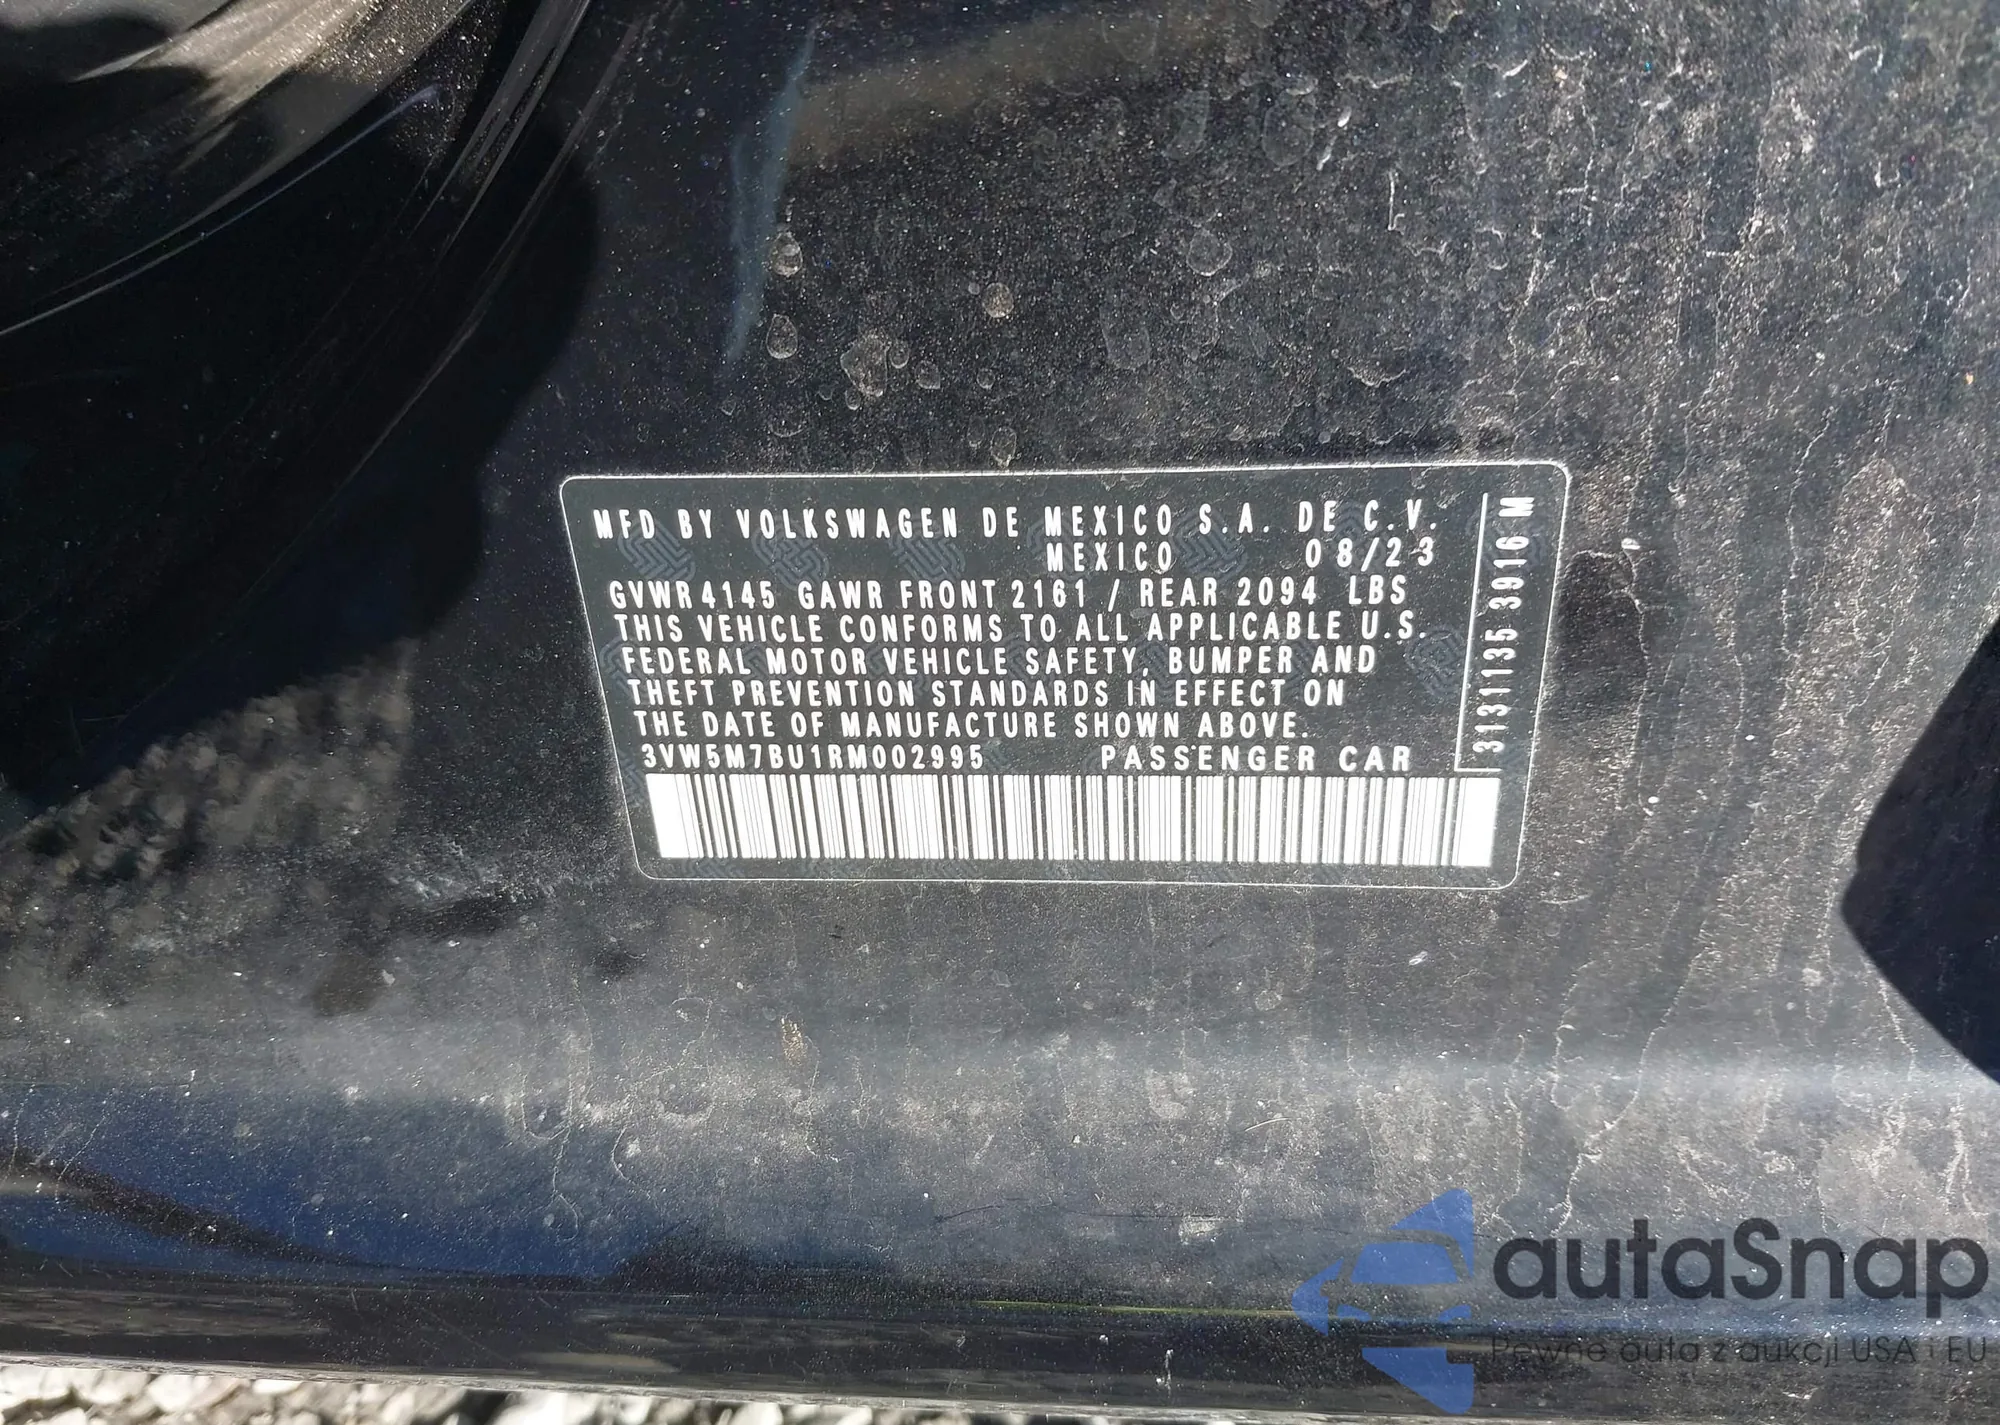 MFD BY VOLKSWAGEN DE MEXICO S.A. DE C.V.
MEXICO 08/23
GVWR 4145 GAWR FRONT 2161 / REAR 2094 LBS
THIS VEHICLE CONFORMS TO ALL APPLICABLE U.S.
FEDERAL MOTOR VEHICLE SAFETY, BUMPER AND
THEFT PREVENTION STANDARDS IN EFFECT ON
THE DATE OF MANUFACTURE SHOWN ABOVE.
3VW5M7BU1RM002995 PASSENGER CAR
3131135 3916 M
autaSnap
Pewne auta z aukcji USA i EU